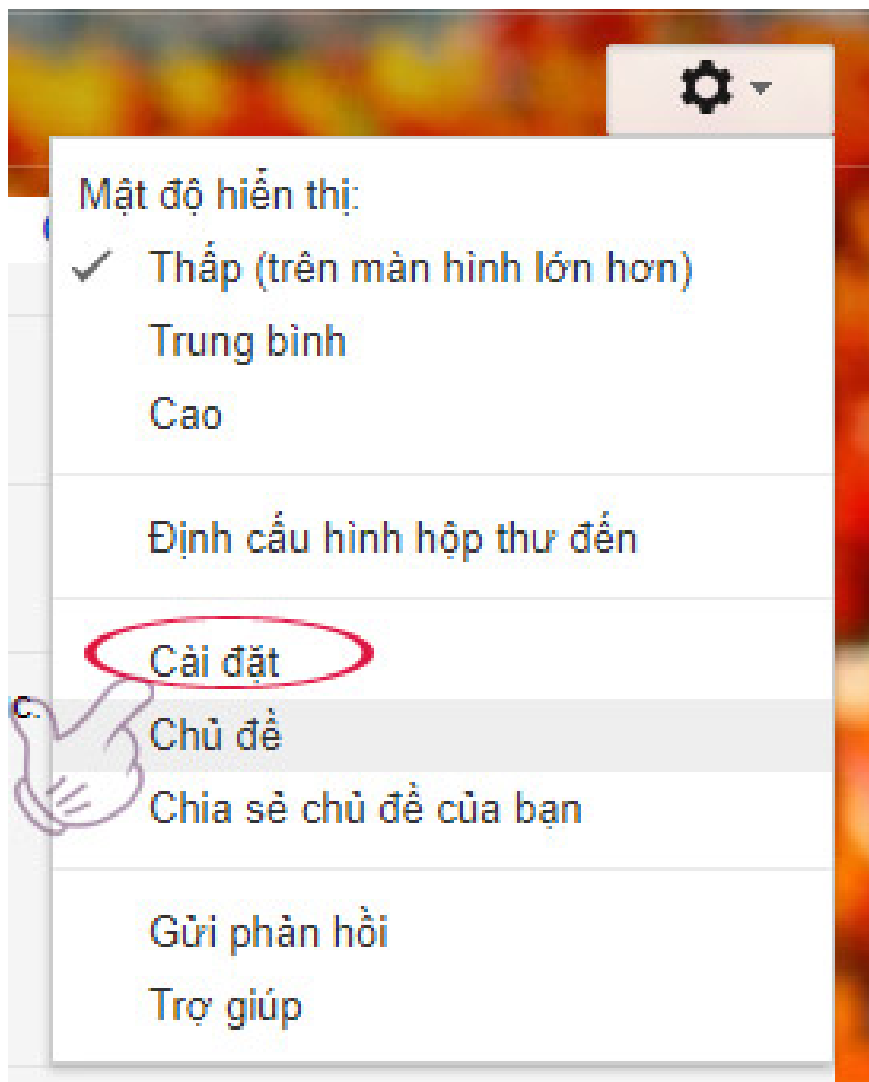 Mật độ hiển thị:
Thấp (trên màn hình lớn hơn)
Trung bình
Cao
Định cấu hình hộp thư đến
Cài đặt
c.
Chủ đề
Chia sẻ chủ đề của bạn
Gửi phản hồi
Trợ giúp